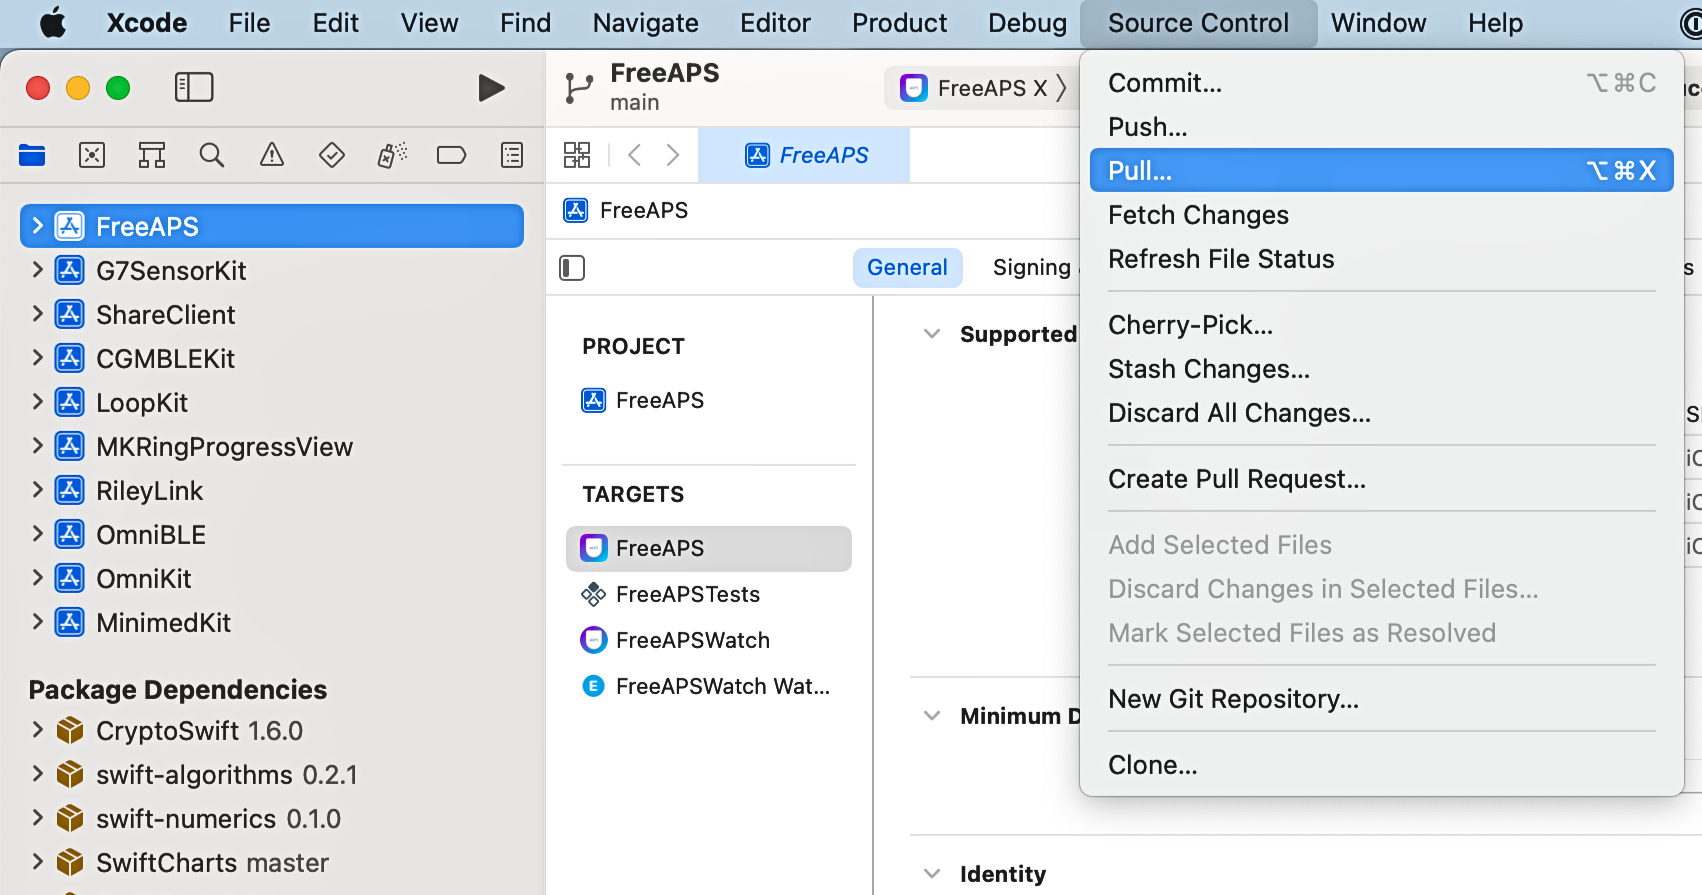 Xcode File Edit View Find Navigate Editor Product Debug Source Control Window Help
FreeAPS
main
FreeAPS X
FreeAPS
FreeAPS
General Signing
FreeAPS
G7SensorKit
ShareClient
CGMBLEKit
LoopKit
MKRingProgressView
RileyLink
OmniBLE
OmniKit
MinimedKit
Package Dependencies
CryptoSwift 1.6.0
swift-algorithms 0.2.1
swift-numerics 0.1.0
SwiftCharts master
PROJECT
FreeAPS
TARGETS
FreeAPS
FreeAPSTests
FreeAPSWatch
E FreeAPSWatch Wat...
Supported
Minimum D
Identity
Commit... ⌥⌘C
Push...
Pull... ⌥⌘X
Fetch Changes
Refresh File Status
Cherry-Pick...
Stash Changes...
Discard All Changes...
Create Pull Request...
Add Selected Files
Discard Changes in Selected Files...
Mark Selected Files as Resolved
New Git Repository...
Clone...